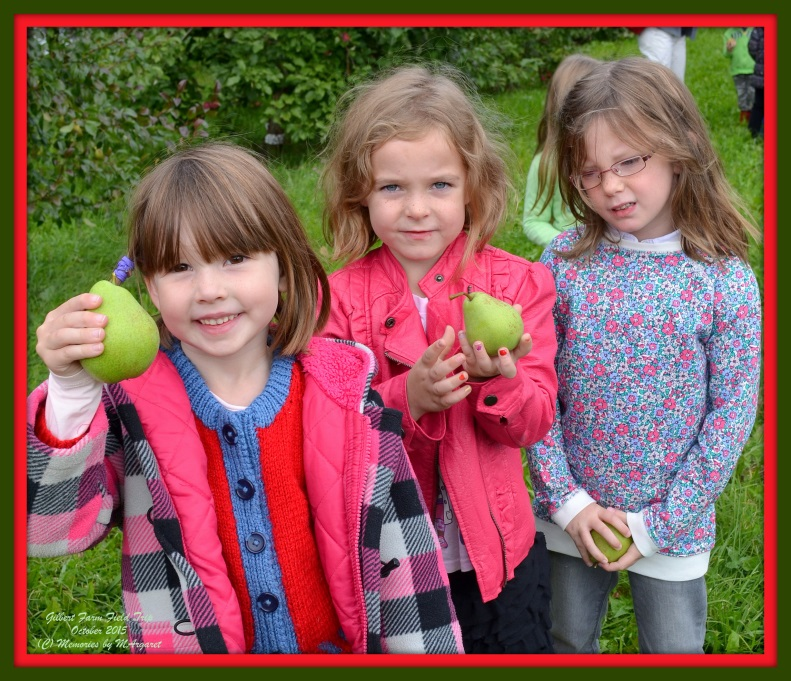 Gilbert Farm Field Trip
October 2015
(C) Memories by MArgaret